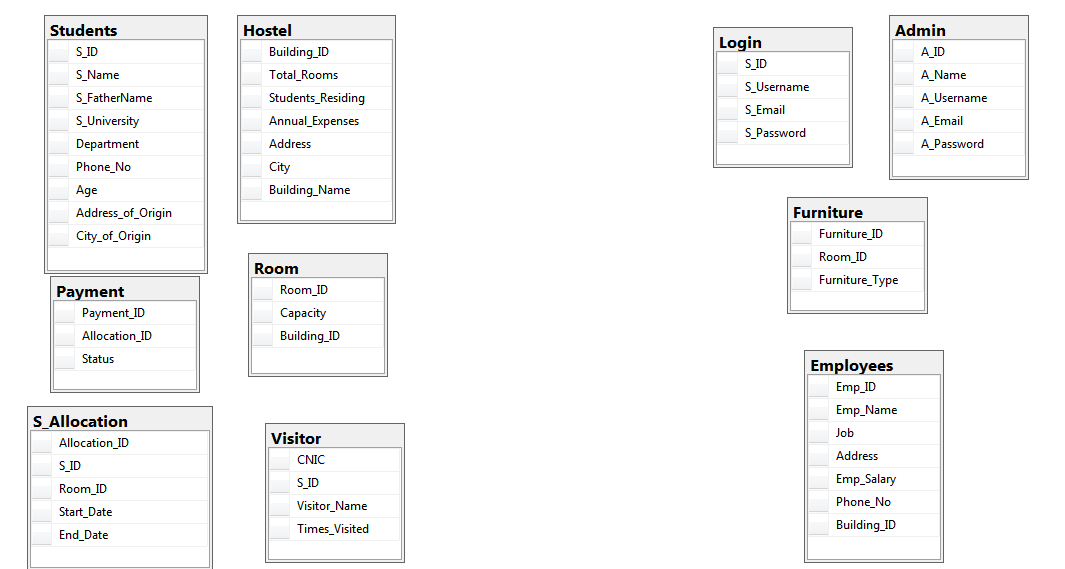 Students
S_ID
S_Name
S_FatherName
S_University
Department
Phone_No
Age
Address_of_Origin
City_of_Origin
Hostel
Building_ID
Total_Rooms
Students_Residing
Annual_Expenses
Address
City
Building_Name
Login
S_ID
S_Username
S_Email
S_Password
Admin
A_ID
A_Name
A_Username
A_Email
A_Password
Furniture
Furniture_ID
Room_ID
Furniture_Type
Room
Room_ID
Capacity
Building_ID
Payment
Payment_ID
Allocation_ID
Status
Employees
Emp_ID
Emp_Name
Job
Address
Emp_Salary
Phone_No
Building_ID
S_Allocation
Allocation_ID
S_ID
Room_ID
Start_Date
End_Date
Visitor
CNIC
S_ID
Visitor_Name
Times_Visited